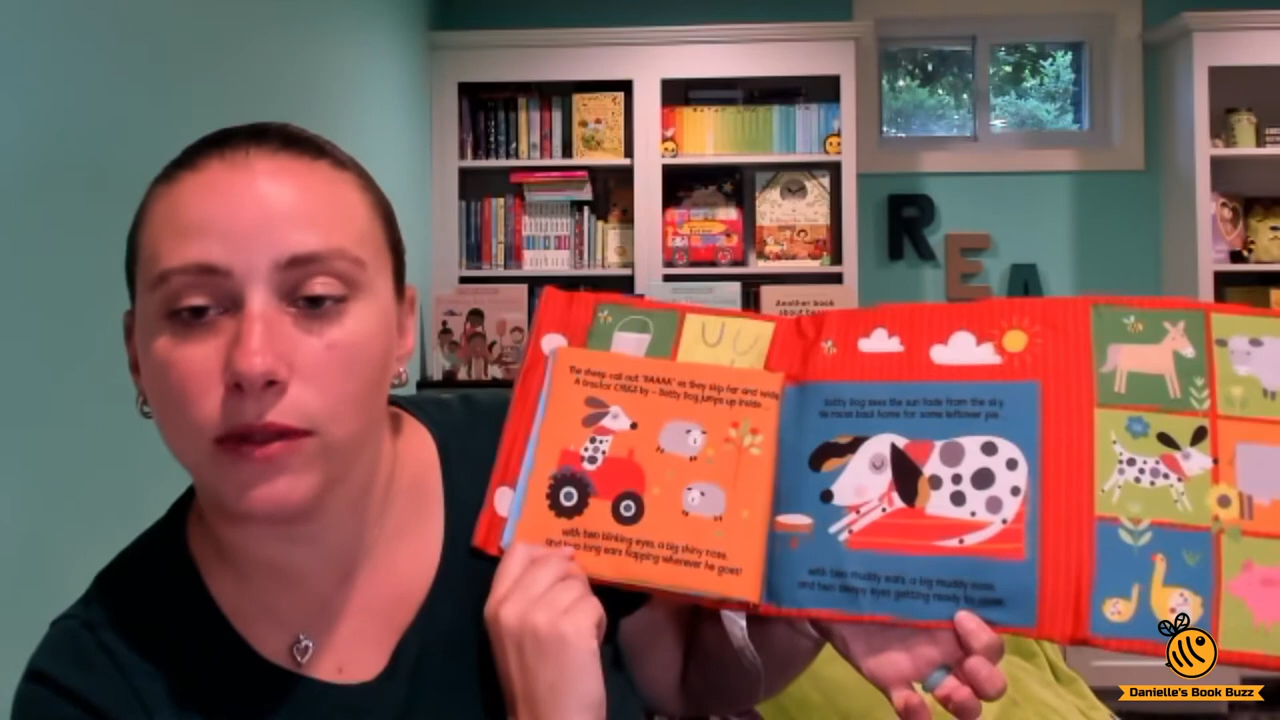 REA
Another book
The sheep call out "BAAAA" as they skip far and wide.
A tractor CHUGS by – Dotty Dog jumps up inside...
with two blinking eyes, a big shiny nose,
and two long ears flapping wherever he goes!
Dotty Dog sees the sun fade from the sky.
He races back home for some leftover pie
with two muddy ears, a big muddy nose,
and two sleepy eyes getting ready to
Danielle's Book Buzz